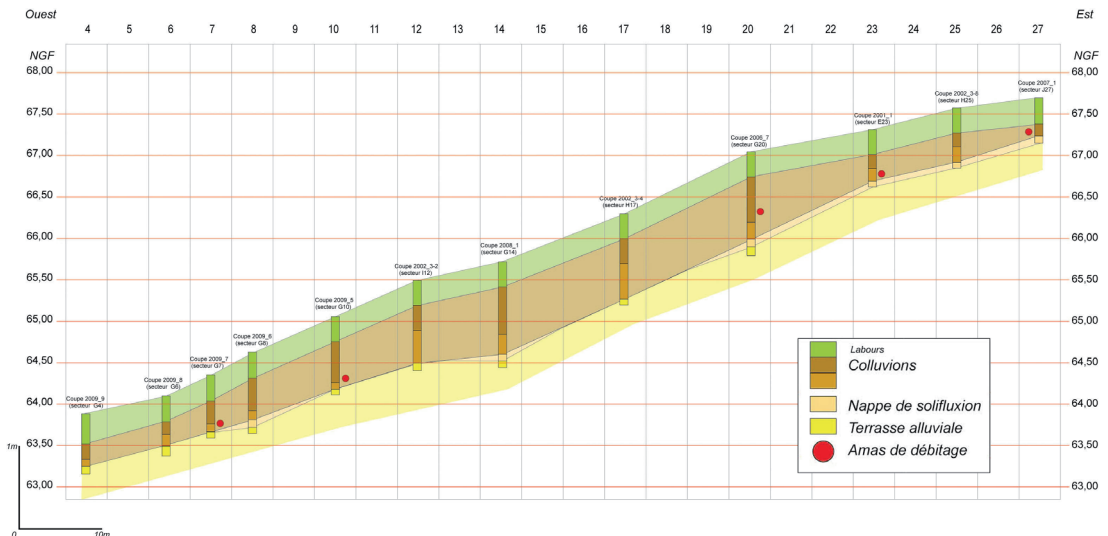 Ouest
Est
4 5 6 7 8 9 10 11 12 13 14 15 16 17 18 19 20 21 22 23 24 25 26 27
NGF
NGF
68,00
68,00
67,50
67,50
67,00
67,00
66,50
66,50
66,00
66,00
65,50
65,50
65,00
65,00
64,50
64,50
64,00
64,00
63,50
63,50
63,00
63,00
Coupe 2009_9
(secteur G4)
Coupe 2009_8
(secteur G6)
Coupe 2009_7
(secteur G7)
Coupe 2009_6
(secteur G8)
Coupe 2009_5
(secteur G10)
Coupe 2002_3-2
(secteur I12)
Coupe 2008_1
(secteur G14)
Coupe 2002_3-4
(secteur H17)
Coupe 2006_7
(secteur G20)
Coupe 2001_1
(secteur E23)
Coupe 2002_3-5
(secteur H25)
Coupe 2007_1
(secteur J27)
Labours
Colluvions
Nappe de solifluxion
Terrasse alluviale
Amas de débitage
1m
0
10m